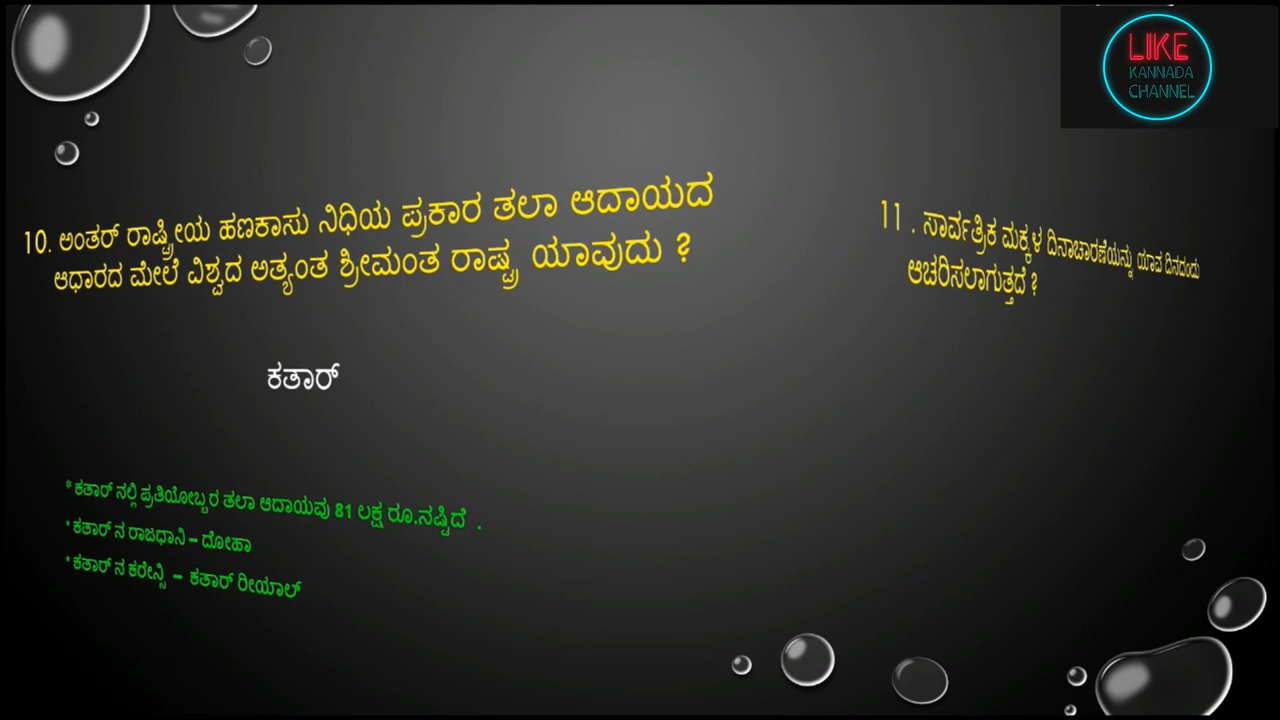 LIKE
KANNADA
CHANNEL
10. ಅಂತರ್ ರಾಷ್ಟ್ರೀಯ ಹಣಕಾಸು ನಿಧಿಯ ಪ್ರಕಾರ ತಲಾ ಆದಾಯದ
ಆಧಾರದ ಮೇಲೆ ವಿಶ್ವದ ಅತ್ಯಂತ ಶ್ರೀಮಂತ ರಾಷ್ಟ್ರ ಯಾವುದು ?
ಕತಾರ್
*ಕತಾರ್ ನಲ್ಲಿ ಪ್ರತಿಯೋಬ್ಬರ ತಲಾ ಆದಾಯವು 81 ಲಕ್ಷ ರೂ.ನಷ್ಟಿದೆ .
*ಕತಾರ್ ನ ರಾಜಧಾನಿ – ದೋಹಾ
*ಕತಾರ್ ನ ಕರೇನ್ಸಿ – ಕತಾರ್ ರೀಯಾಲ್
11 . ಸಾರ್ವತ್ರಿಕ ಮಕ್ಕಳ ದಿನಾಚಾರಣೆಯನ್ನು ಯಾವ ದಿನದಂದು
ಆಚರಿಸಲಾಗುತ್ತದೆ ?